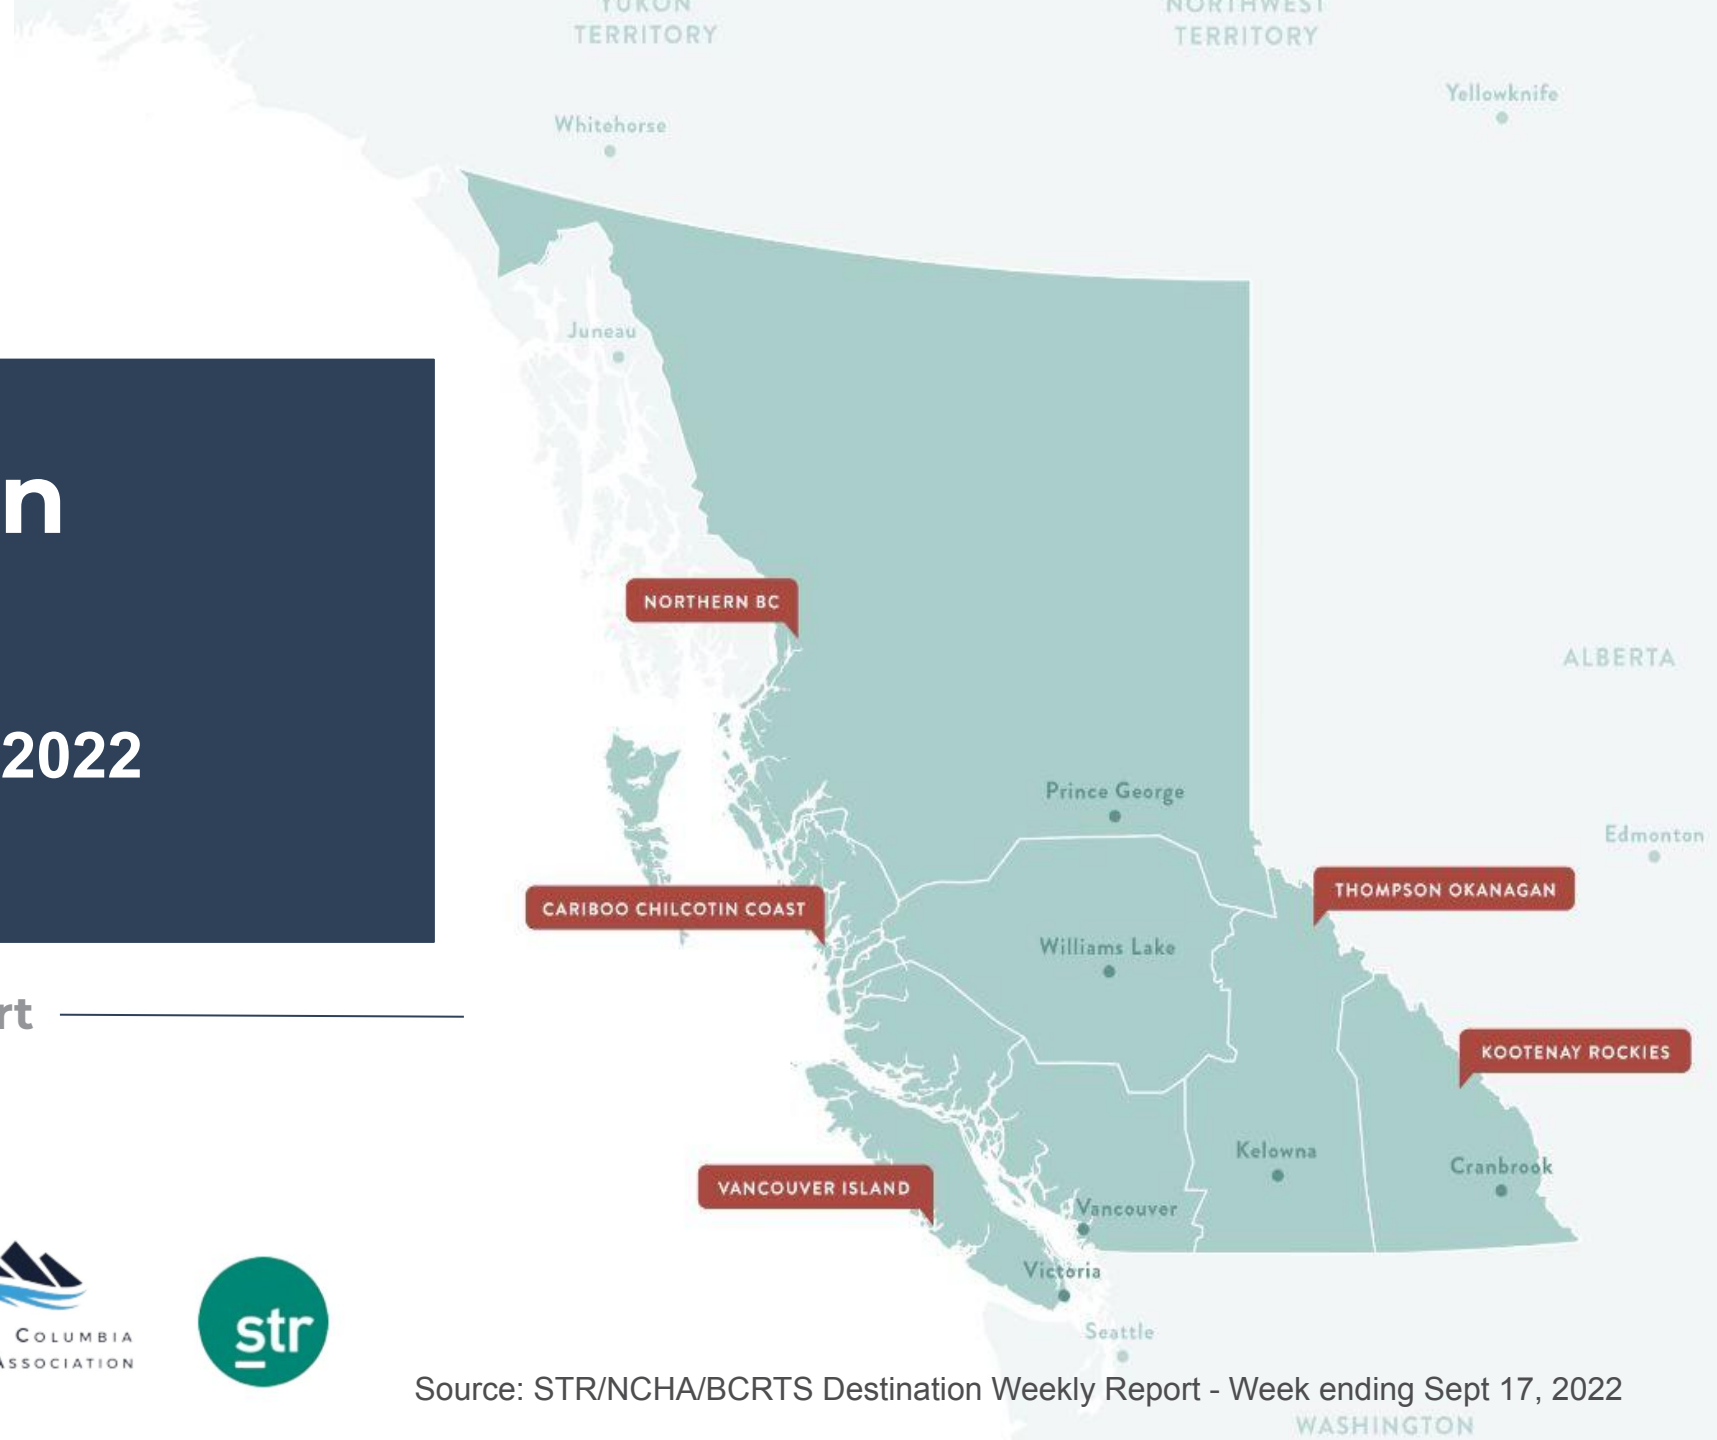 YUKON
TERRITORY
NORTHWEST
TERRITORY
Yellowknife
Whitehorse
Juneau
n
NORTHERN BC
ALBERTA
2022
Prince George
Edmonton
THOMPSON OKANAGAN
CARIBOO CHILCOTIN COAST
Williams Lake
rt
KOOTENAY ROCKIES
Kelowna
Cranbrook
VANCOUVER ISLAND
Vancouver
Victoria
str
COLUMBIA
ASSOCIATION
Seattle
Source: STR/NCHA/BCRTS Destination Weekly Report - Week ending Sept 17, 2022
WASHINGTON